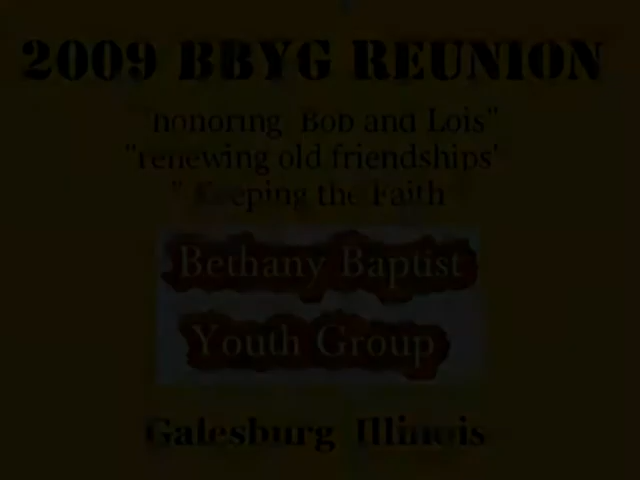 2009 BBYG REUNION
"honoring Bob and Lois"
"renewing old friendships"
" Keeping the Faith
Bethany Baptist
Youth Group
Galesburg Illinois